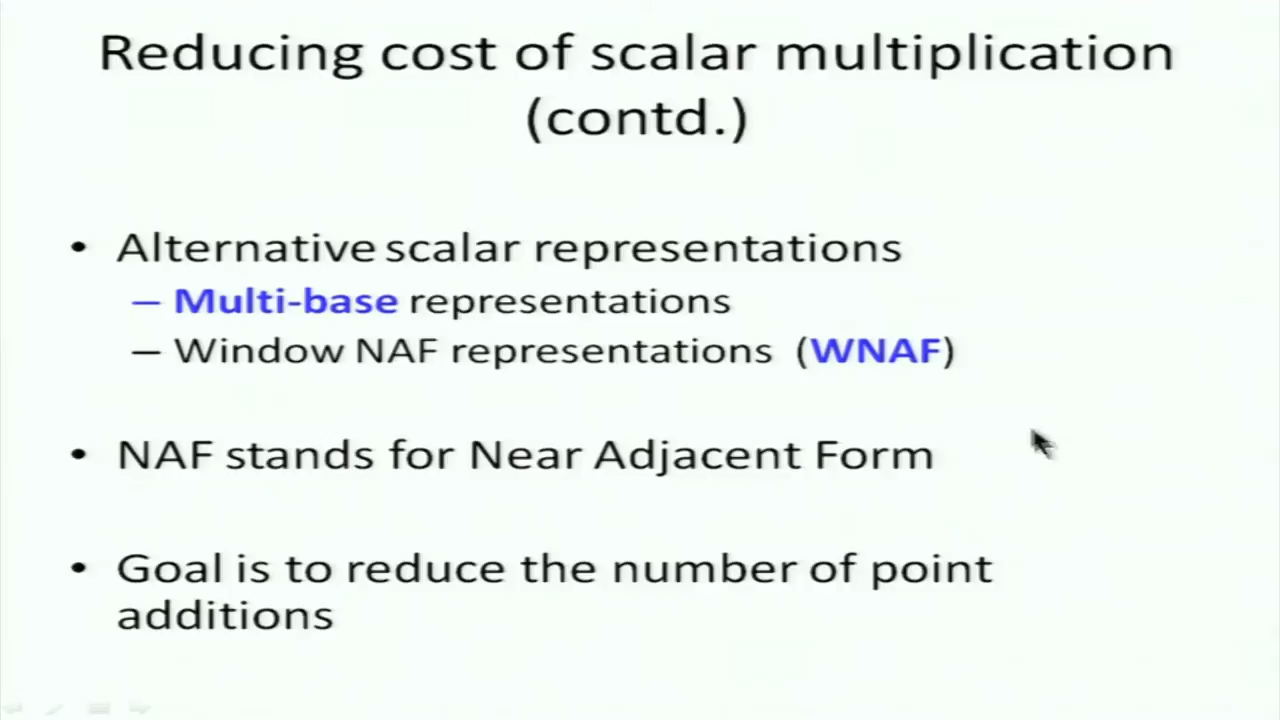 Reducing cost of scalar multiplication
(contd.)
• Alternative scalar representations
– Multi-base representations
– Window NAF representations (WNAF)
• NAF stands for Near Adjacent Form
• Goal is to reduce the number of point
additions